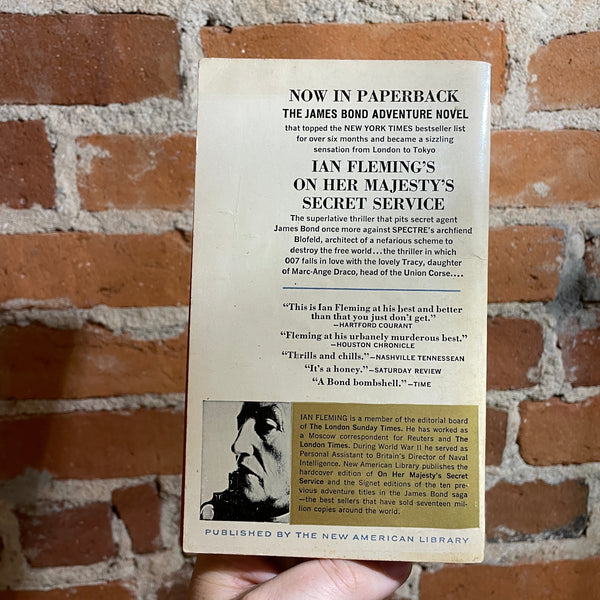 NOW IN PAPERBACK
THE JAMES BOND ADVENTURE NOVEL
that topped the NEW YORK TIMES bestseller list
for over six months and became a sizzling
sensation from London to Tokyo
IAN FLEMING'S
ON HER MAJESTY'S
SECRET SERVICE
The superlative thriller that pits secret agent
James Bond once more against SPECTRE's archfiend
Blofeld, architect of a nefarious scheme to
destroy the free world...the thriller in which
007 falls in love with the lovely Tracy, daughter
of Marc-Ange Draco, head of the Union Corse....
“This is Ian Fleming at his best and better
than that you just don't get.”
—HARTFORD COURANT
“Fleming at his urbanely murderous best.”
—HOUSTON CHRONICLE
“Thrills and chills.”—NASHVILLE TENNESSEAN
“It's a honey.”—SATURDAY REVIEW
“A Bond bombshell.”—TIME
IAN FLEMING is a member of the editorial board
of The London Sunday Times. He has worked as
a Moscow correspondent for Reuters and The
London Times. During World War II he served as
Personal Assistant to Britain's Director of Naval
Intelligence. New American Library publishes the
hardcover edition of On Her Majesty's Secret
Service and the Signet editions of the ten pre-
vious adventure titles in the James Bond saga
—the best sellers that have sold seventeen mil-
lion copies around the world.
PUBLISHED BY THE NEW AMERICAN LIBRARY